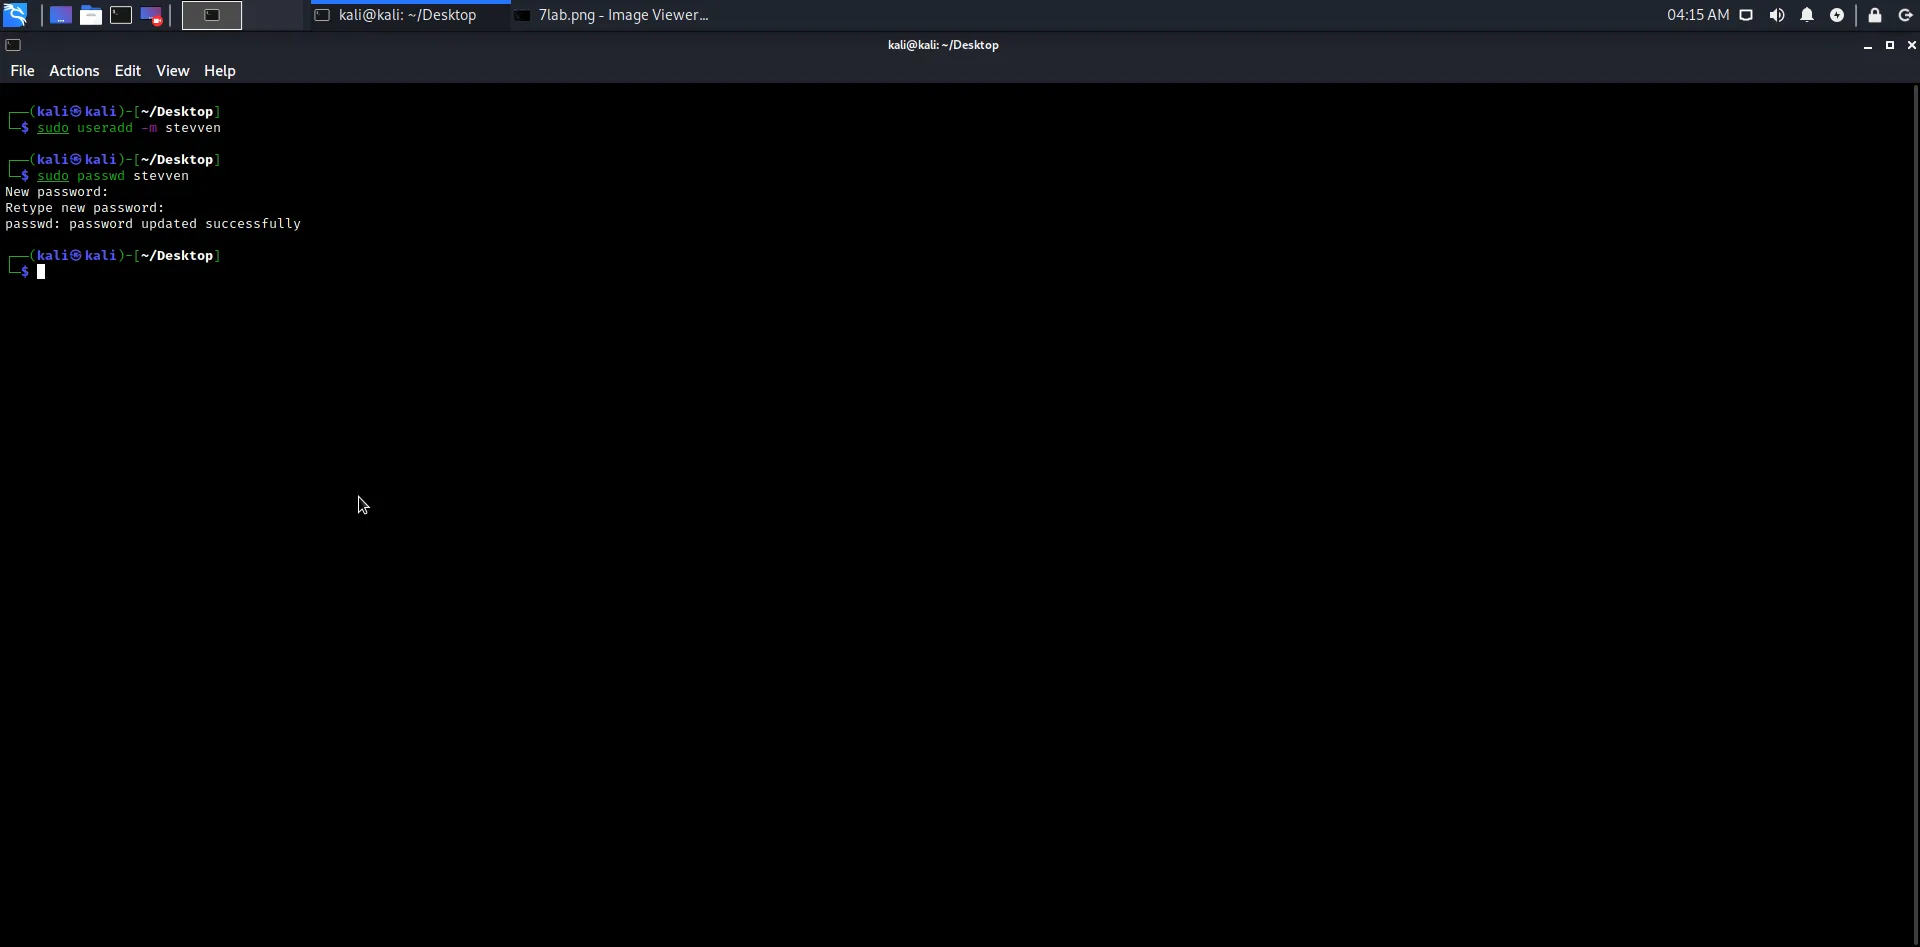 kali@kali: ~/Desktop
7lab.png - Image Viewer...
04:15 AM
kali@kali: ~/Desktop
File Actions Edit View Help
┌──(kali㉿kali)-[~/Desktop]
└─$ sudo useradd -m stevven
┌──(kali㉿kali)-[~/Desktop]
└─$ sudo passwd stevven
New password:
Retype new password:
passwd: password updated successfully
┌──(kali㉿kali)-[~/Desktop]
└─$